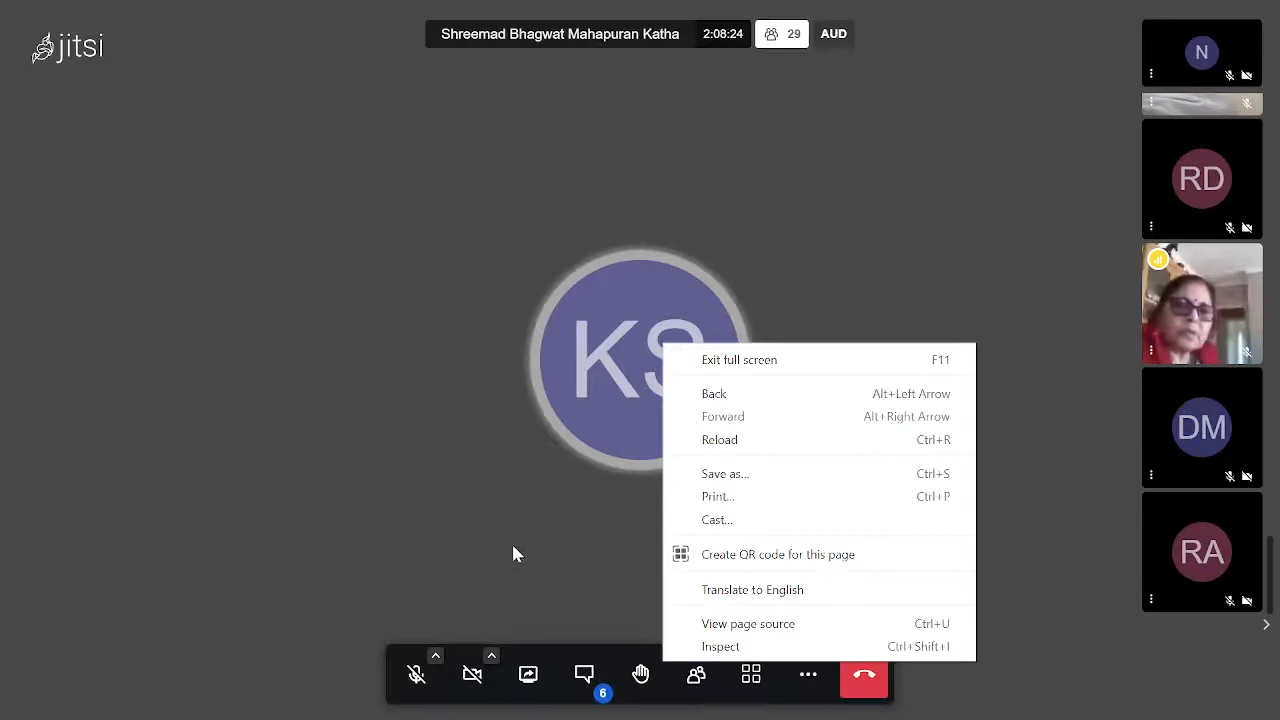 jitsi
Shreemad Bhagwat Mahapuran Katha 2:08:24 29 AUD
N
RD
KS
DM
RA
Exit full screen F11
Back Alt+Left Arrow
Forward Alt+Right Arrow
Reload Ctrl+R
Save as... Ctrl+S
Print... Ctrl+P
Cast...
Create QR code for this page
Translate to English
View page source Ctrl+U
Inspect Ctrl+Shift+I
6